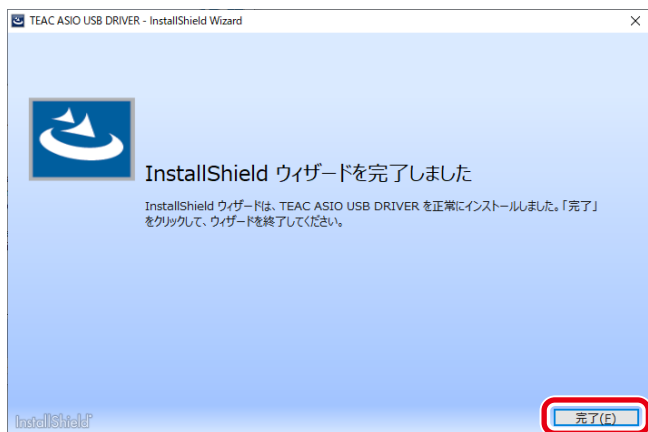 TEAC ASIO USB DRIVER - InstallShield Wizard
InstallShield ウィザードを完了しました
InstallShield ウィザードは、TEAC ASIO USB DRIVER を正常にインストールしました。「完了」
をクリックして、ウィザードを終了してください。
InstallShield
完了(F)